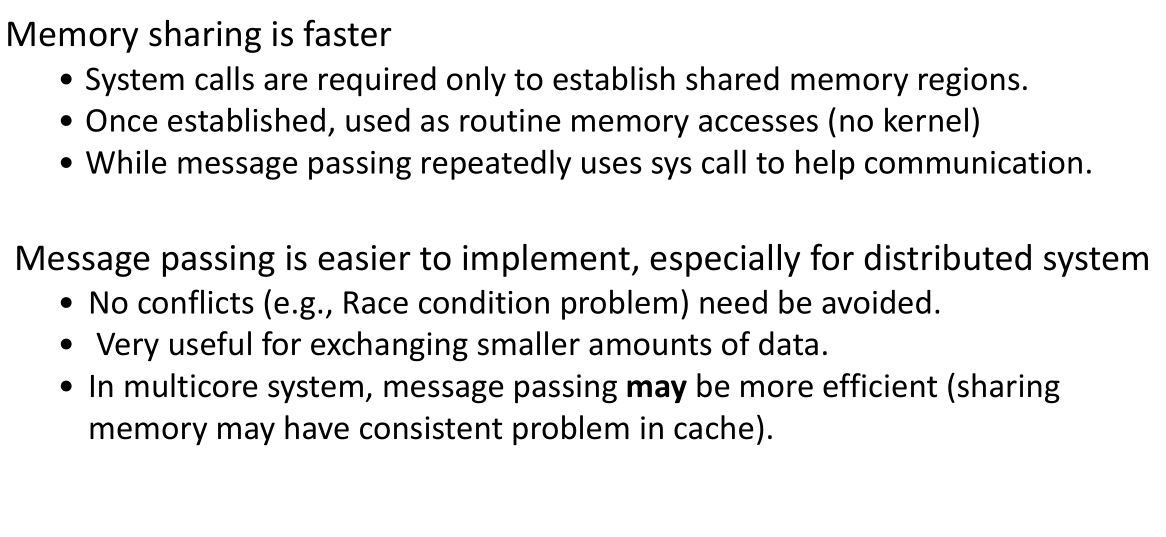 Memory sharing is faster
• System calls are required only to establish shared memory regions.
• Once established, used as routine memory accesses (no kernel)
• While message passing repeatedly uses sys call to help communication.
Message passing is easier to implement, especially for distributed system
• No conflicts (e.g., Race condition problem) need be avoided.
• Very useful for exchanging smaller amounts of data.
• In multicore system, message passing may be more efficient (sharing
memory may have consistent problem in cache).